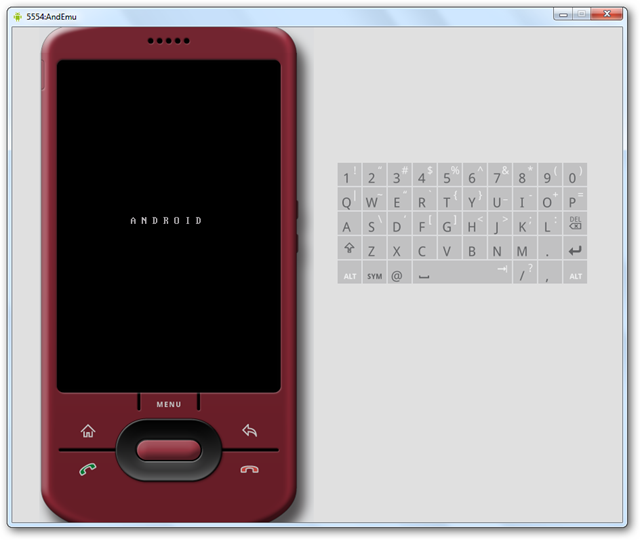 5554:AndEmu
ANDROID
MENU
1 ! 2 " 3 # 4 $ 5 % 6 ^ 7 & 8 * 9 ( 0 )
Q | W ~ E " R ` T { Y } U _ I - O + P =
A S \ D ' F [ G ] H < J > K ; L : DEL
Z X C V B N M .
ALT SYM @ / ? , ALT